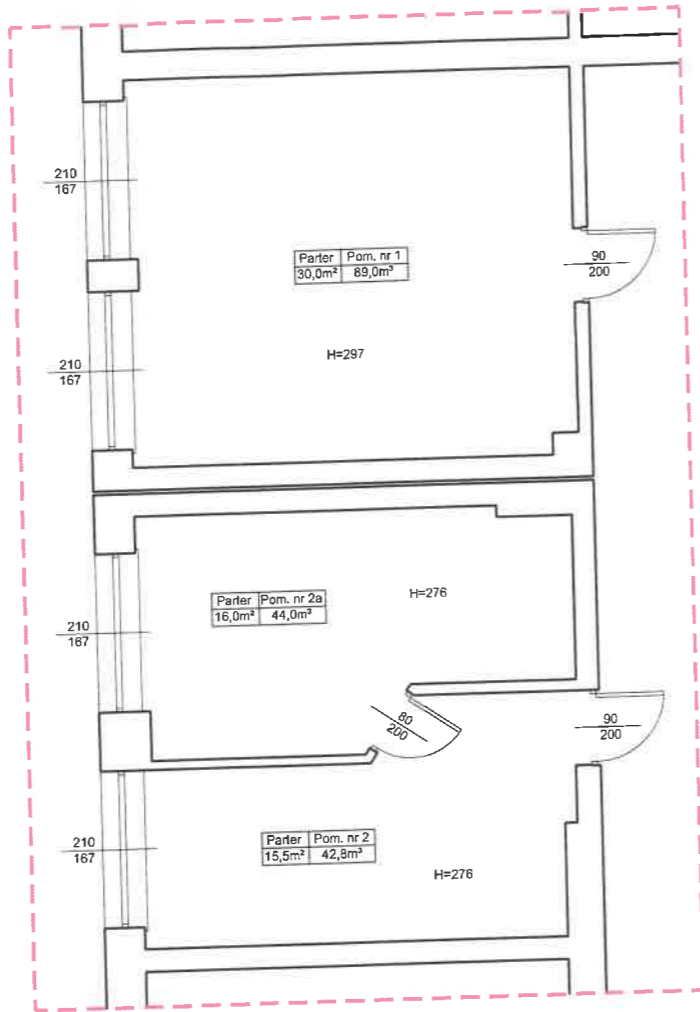 210
167
Parter Pom. nr 1
30,0m² 89,0m³
90
200
H=297
210
167
Parter Pom. nr 2a
16,0m² 44,0m³
H=276
210
167
80
200
90
200
Parter Pom. nr 2
15,5m² 42,8m³
210
167
H=276